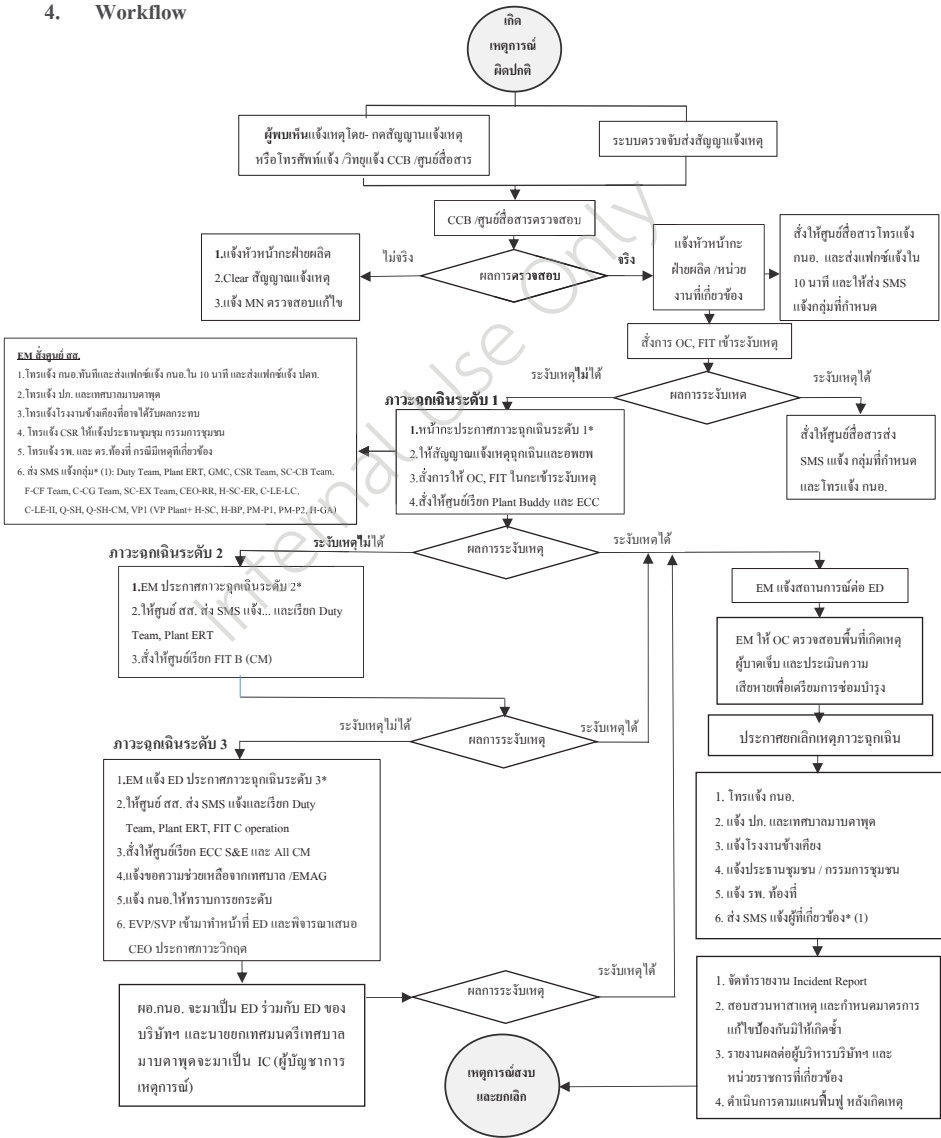 4. Workflow
เกิด
เหตุการณ์
ผิดปกติ
ผู้พบเห็นแจ้งเหตุโดย- กดสัญญานแจ้งเหตุ
หรือโทรศัพท์แจ้ง /วิทยุแจ้ง CCB /ศูนย์สื่อสาร
ระบบตรวจจับส่งสัญญาแจ้งเหตุ
CCB /ศูนย์สื่อสารตรวจสอบ
1.แจ้งหัวหน้ากะฝ่ายผลิต
2.Clear สัญญาณแจ้งเหตุ
3.แจ้ง MN ตรวจสอบแก้ไข
ไม่จริง
ผลการตรวจสอบ
จริง
แจ้งหัวหน้ากะ
ฝ่ายผลิต /หน่วย
งานที่เกี่ยวข้อง
สั่งให้ศูนย์สื่อสารโทรแจ้ง
กนอ. และส่งแฟกซ์แจ้งใน
10 นาที และให้ส่ง SMS
แจ้งกลุ่มที่กำหนด
สั่งการ OC, FIT เข้าระงับเหตุ
EM สั่งศูนย์ สส.
1.โทรแจ้ง กนอ.ทันทีและส่งแฟกซ์แจ้ง กนอ.ใน 10 นาที และส่งแฟกซ์แจ้ง ปตท.
2.โทรแจ้ง ปภ. และเทศบาลมาบตาพุด
3.โทรแจ้งโรงงานข้างเคียงที่อาจได้รับผลกระทบ
4. โทรแจ้ง CSR ให้แจ้งประธานชุมชุม กรรมการชุมชน
5. โทรแจ้ง รพ. และ ตร.ท้องที่ กรณีมีเหตุที่เกี่ยวข้อง
6. ส่ง SMS แจ้งกลุ่ม* (1): Duty Team, Plant ERT, GMC, CSR Team, SC-CB Team,
F-CF Team, C-CG Team, SC-EX Team, CEO-RR, H-SC-ER, C-LE-LC,
C-LE-II, Q-SH, Q-SH-CM, VP1 (VP Plant+ H-SC, H-BP, PM-P1, PM-P2, H-GA)
ระงับเหตุไม่ได้
ผลการระงับเหต
ระงับเหตุได้
ภาวะฉุกเฉินระดับ 1
1.หน้ากะประกาศภาวะฉุกเฉินระดับ 1*
2.ให้สัญญาณแจ้งเหตุฉุกเฉินและอพยพ
3.สั่งการให้ OC, FIT ในกะเข้าระงับเหตุ
4.สั่งให้ศูนย์เรียก Plant Buddy และ ECC
สั่งให้ศูนย์สื่อสารส่ง
SMS แแจ้ง กลุ่มที่กำหนด
และโทรแจ้ง กนอ.
ภาวะฉุกเฉินระดับ 2
ระงับเหตุไม่ได้
ผลการระงับเหตุ
ระงับเหตุได้
1.EM ประกาศภาวะฉุกเฉินระดับ 2*
2.ให้ศูนย์ สส. ส่ง SMS แจ้ง... และเรียก Duty
Team, Plant ERT
3.สั่งให้ศูนย์เรียก FIT B (CM)
EM แจ้งสถานการณ์ต่อ ED
EM ให้ OC ตรวจสอบพื้นที่เกิดเหตุ
ผู้บาดเจ็บ และประเมินความ
เสียหายเพื่อเตรียมการซ่อมบำรุง
ภาวะฉุกเฉินระดับ 3
ระงับเหตุไม่ได้
ผลการระงับเหตุ
ระงับเหตุได้
ประกาศยกเลิกเหตุภาวะฉุกเฉิน
1.EM แจ้ง ED ประกาศภาวะฉุกเฉินระดับ 3*
2.ให้ศูนย์ สส. ส่ง SMS แจ้งและเรียก Duty
Team, Plant ERT, FIT C operation
3.สั่งให้ศูนย์เรียก ECC S&E และ All CM
4.แจ้งขอความช่วยเหลือจากเทศบาล /EMAG
5.แจ้ง กนอ.ให้ทราบการยกระดับ
6. EVP/SVP เข้ามาทำหน้าที่ ED และพิจารณาเสนอ
CEO ประกาศภาวะวิกฤต
1. โทรแจ้ง กนอ.
2. แจ้ง ปภ. และเทศบาลมาบตาพุด
3. แจ้งโรงงานข้างเคียง
4. แจ้งประธานชุมชน / กรรมการชุมชน
5. แจ้ง รพ. ท้องที่
6. ส่ง SMS แจ้งผู้ที่เกี่ยวข้อง* (1)
ผอ.กนอ. จะมาเป็น ED ร่วมกับ ED ของ
บริษัทฯ และนายยกเทศมนตรีเทศบาล
มาบตาพุดจะมาเป็น IC (ผู้บัญชาการ
เหตุการณ์)
ผลการระงับเหตุ
ระงับเหตุได้
1. จัดทำรายงาน Incident Report
2. สอบสวนหาสาเหตุ และกำหนดมาตรการ
แก้ไขป้องกันมิให้เกิดซ้ำ
3. รายงานผลต่อผู้บริหารบริษัทฯ และ
หน่วยราชการที่เกี่ยวข้อง
4. ดำเนินการตามแผนฟื้นฟู หลังเกิดเหตุ
เหตุการณ์สงบ
และยกเลิก
Internal Use Only